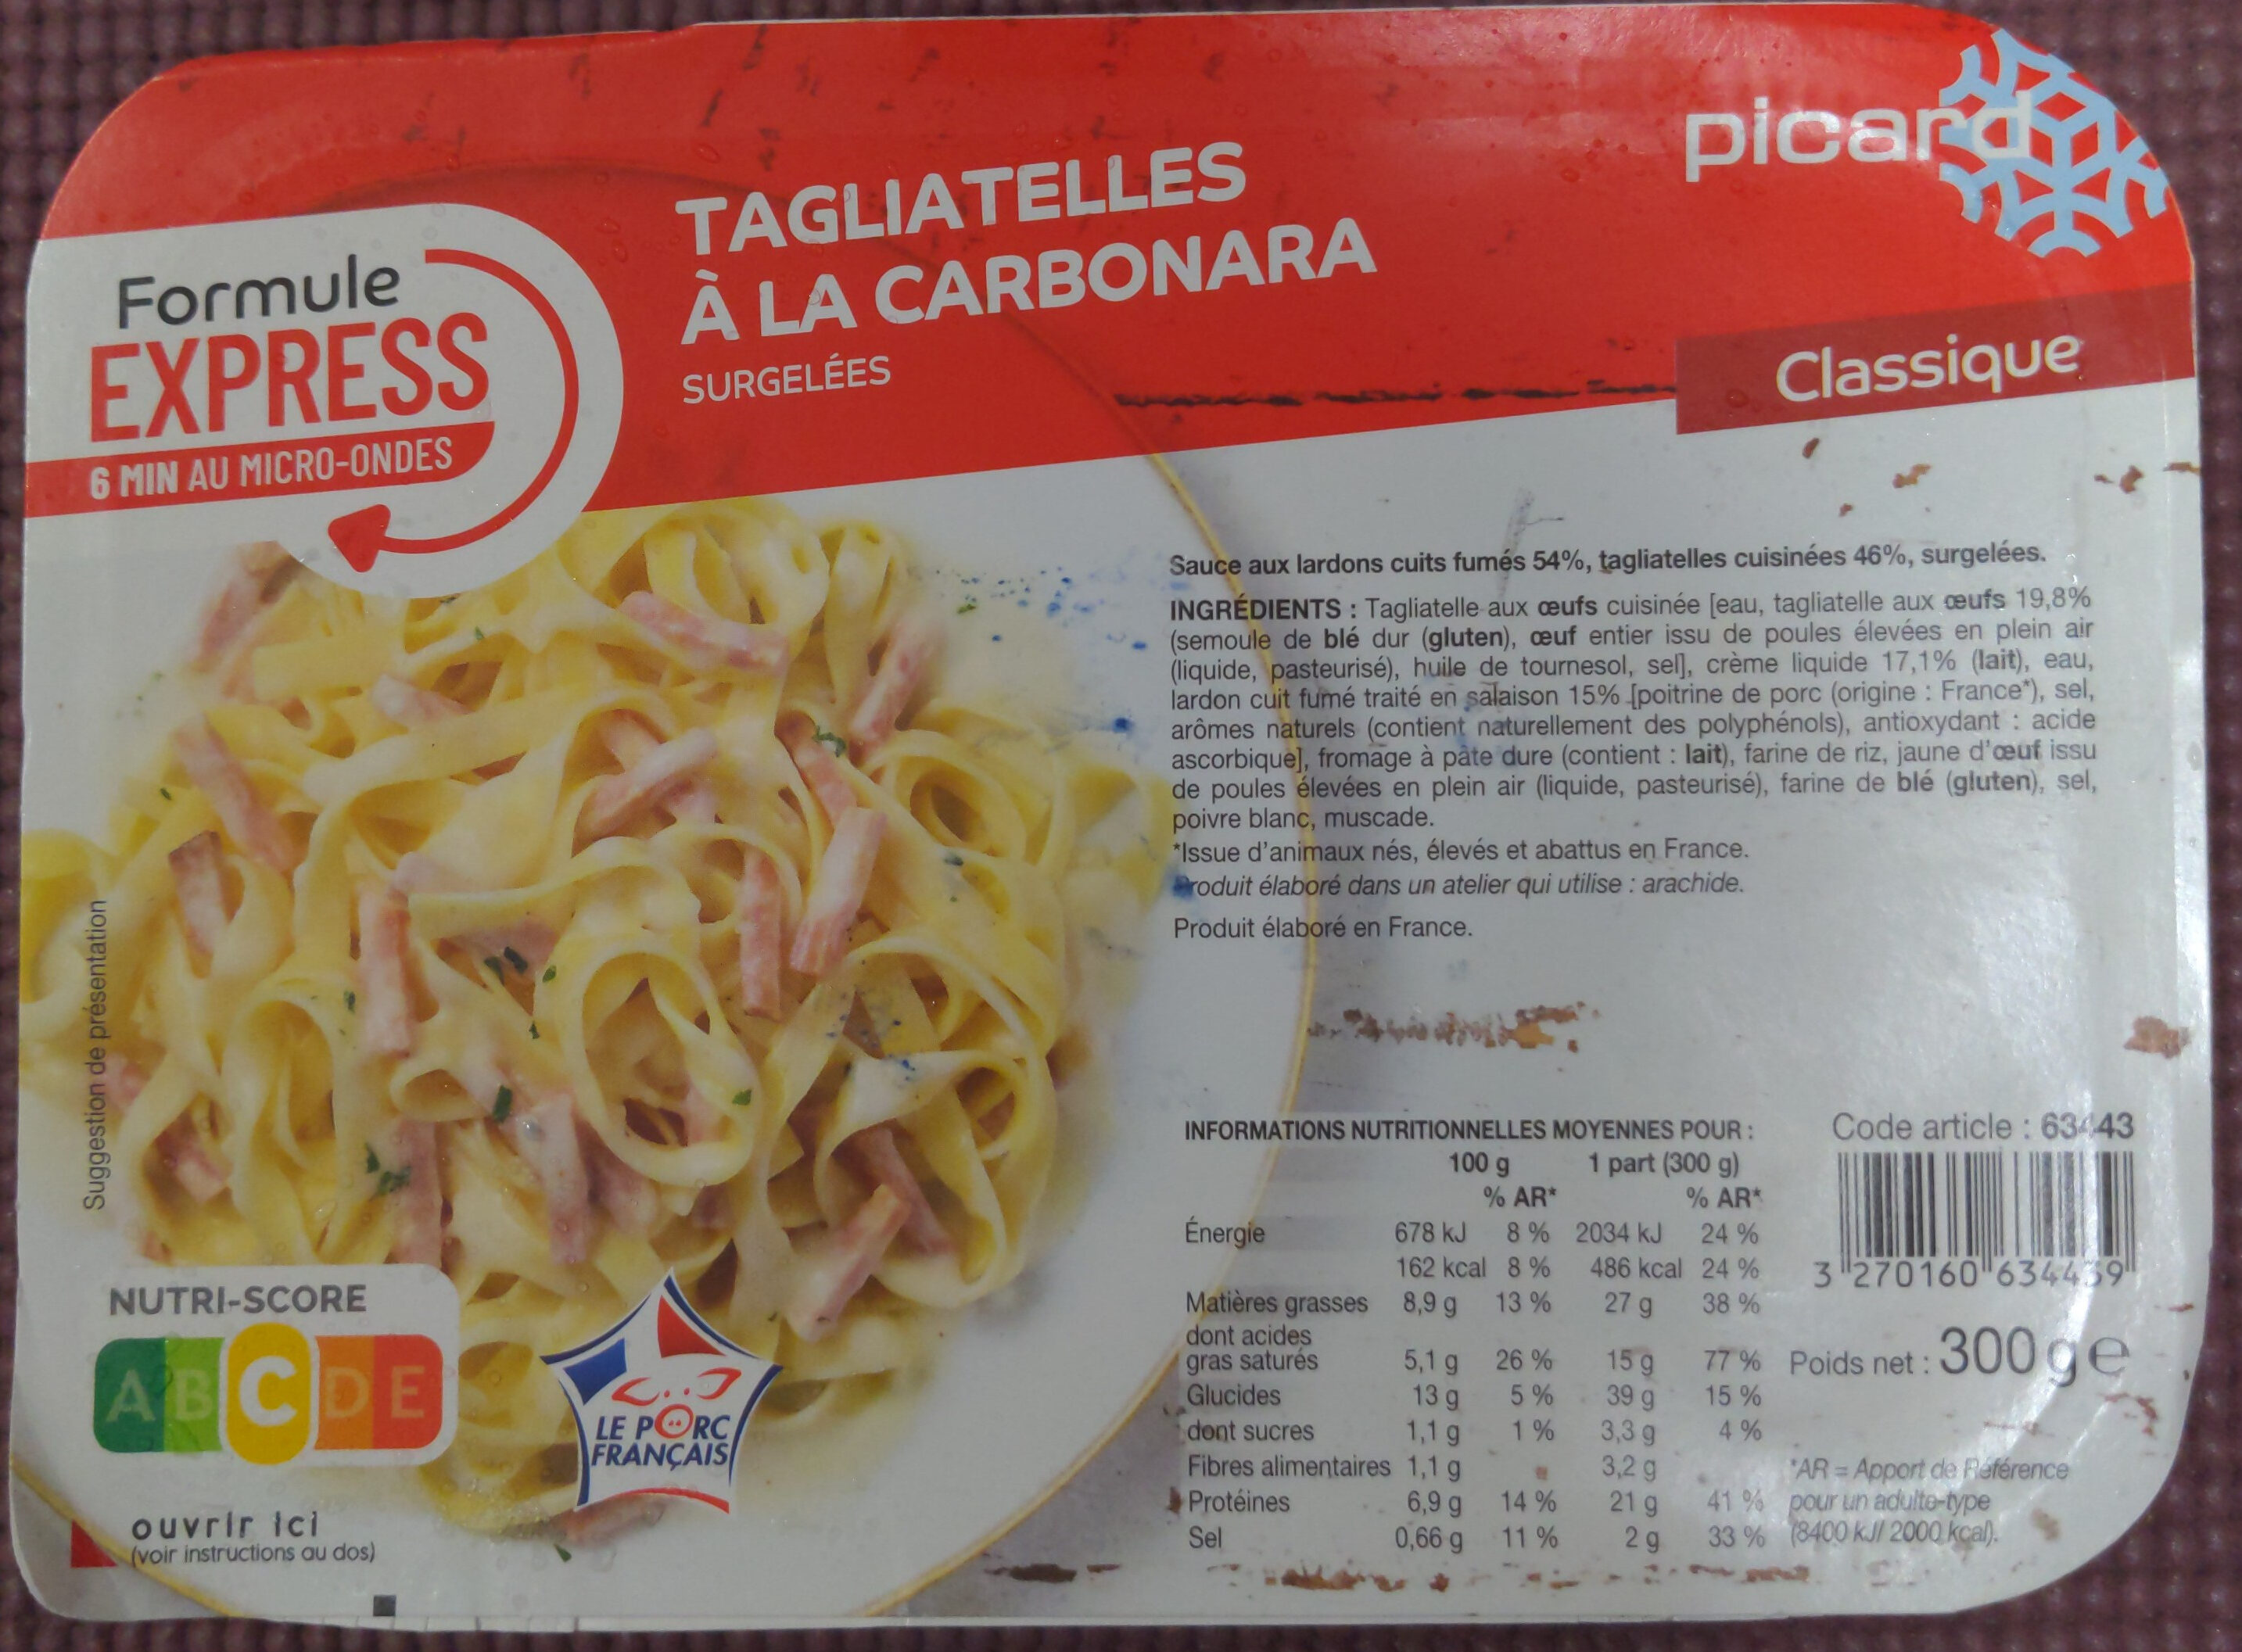 picard
TAGLIATELLES
À LA CARBONARA
SURGELÉES
Classique
Formule
EXPRESS
6 MIN AU MICRO-ONDES
Sauce aux lardons cuits fumés 54%, tagliatelles cuisinées 46%, surgelées.
INGRÉDIENTS : Tagliatelle aux œufs cuisinée [eau, tagliatelle aux œufs 19,8%
(semoule de blé dur (gluten), œuf entier issu de poules élevées en plein air
(liquide, pasteurisé), huile de tournesol, sel], crème liquide 17,1% (lait), eau,
lardon cuit fumé traité en salaison 15% [poitrine de porc (origine : France*), sel,
arômes naturels (contient naturellement des polyphénols), antioxydant : acide
ascorbique], fromage à pâte dure (contient : lait), farine de riz, jaune d'œuf issu
de poules élevées en plein air (liquide, pasteurisé), farine de blé (gluten), sel,
poivre blanc, muscade.
*Issue d'animaux nés, élevés et abattus en France.
Produit élaboré dans un atelier qui utilise : arachide.
Produit élaboré en France.
Suggestion de présentation
INFORMATIONS NUTRITIONNELLES MOYENNES POUR :
100 g 1 part (300 g)
% AR* % AR*
Énergie 678 kJ 8 % 2034 kJ 24 %
162 kcal 8 % 486 kcal 24 %
Matières grasses 8,9 g 13 % 27 g 38 %
dont acides
gras saturés 5,1 g 26 % 15 g 77 %
Glucides 13 g 5 % 39 g 15 %
dont sucres 1,1 g 1 % 3,3 g 4 %
Fibres alimentaires 1,1 g 3,2 g
Protéines 6,9 g 14 % 21 g 41 %
Sel 0,66 g 11 % 2 g 33 %
Code article : 63443
3 270160 634439
Poids net : 300 g e
*AR = Apport de Référence
pour un adulte-type
(8400 kJ/ 2000 kcal).
NUTRI-SCORE
A B C D E
LE PORC
FRANÇAIS
ouvrir ici
(voir instructions au dos)